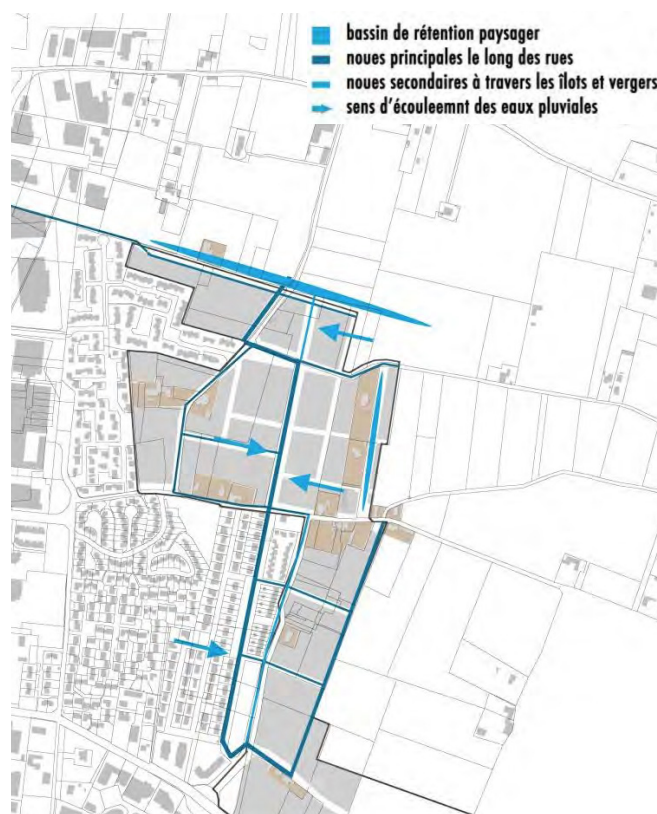 bassin de rétention paysager
noues principales le long des rues
noues secondaires à travers les îlots et vergers
sens d'écouleemnt des eaux pluviales